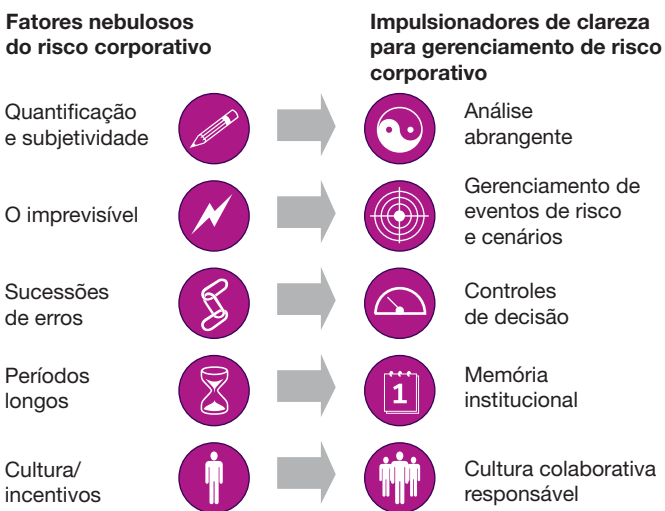 Fatores nebulosos
do risco corporativo
Impulsionadores de clareza
para gerenciamento de risco
corporativo
Quantificação
e subjetividade
Análise
abrangente
O imprevisível
Gerenciamento de
eventos de risco
e cenários
Sucessões
de erros
Controles
de decisão
Períodos
longos
1
Memória
institucional
Cultura/
incentivos
Cultura colaborativa
responsável